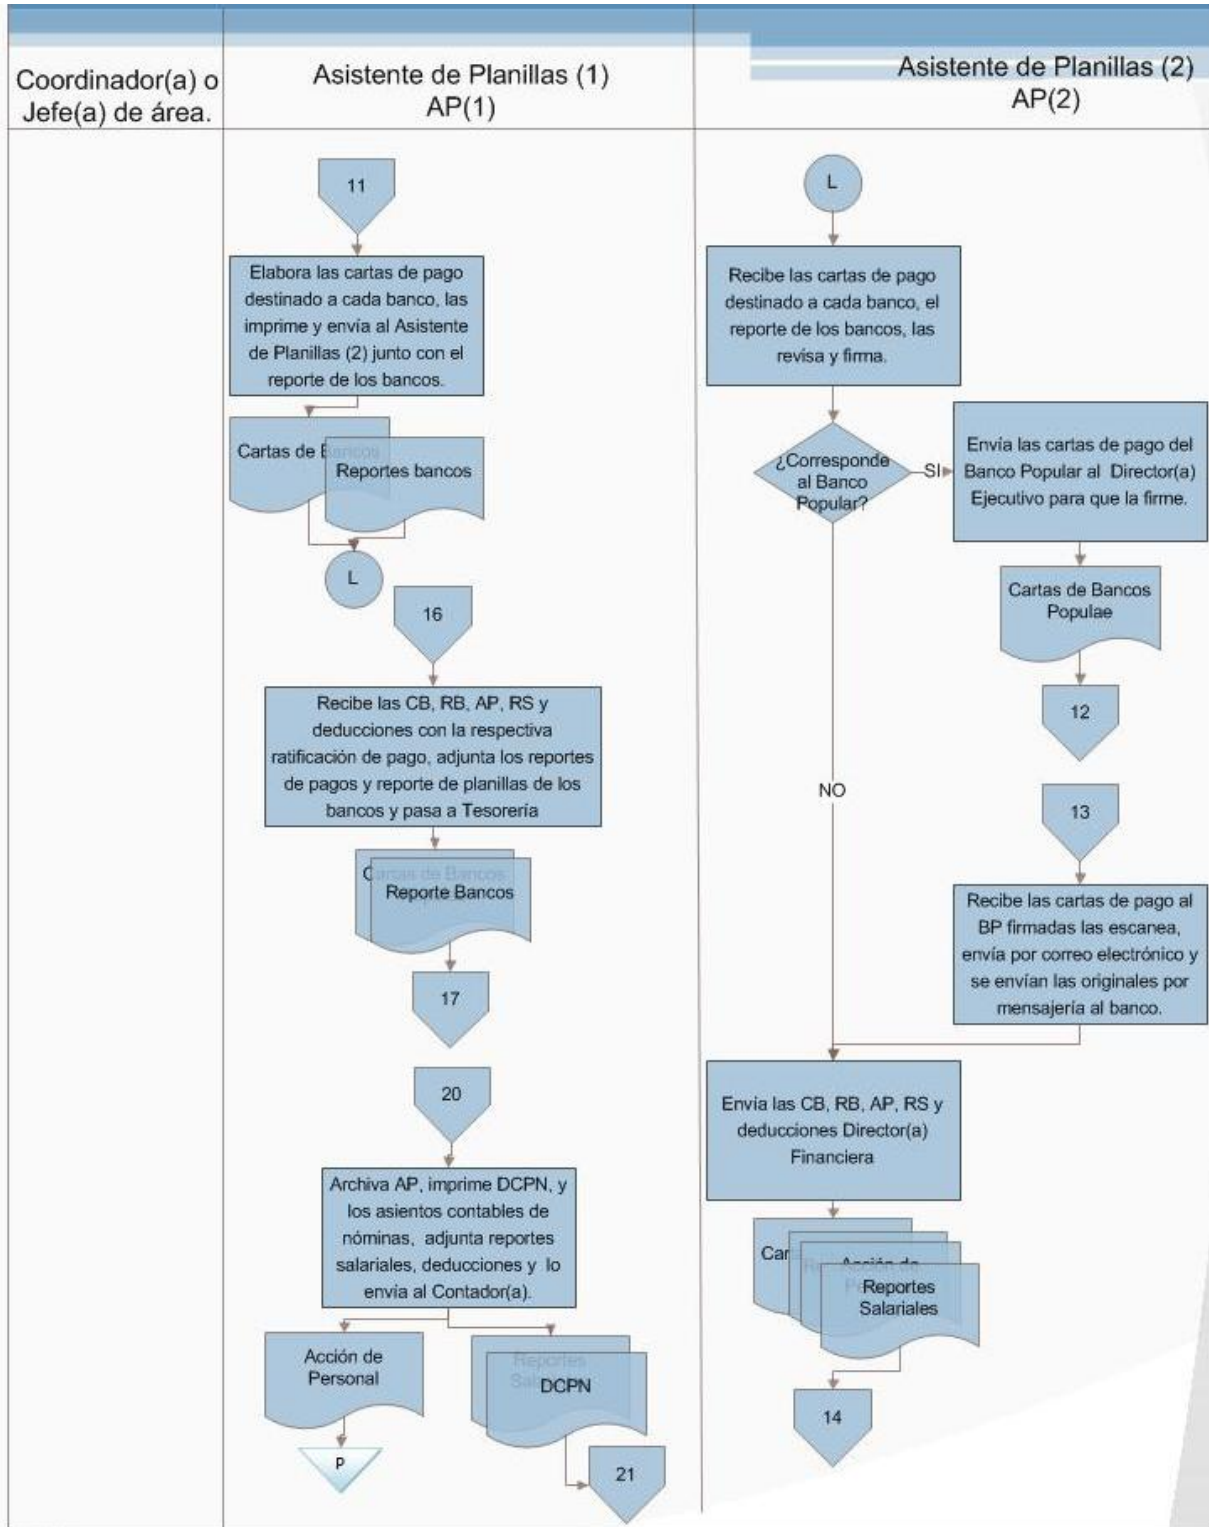 Coordinador(a) o
Jefe(a) de área.
Asistente de Planillas (1)
AP(1)
Asistente de Planillas (2)
AP(2)
11
Elabora las cartas de pago
destinado a cada banco, las
imprime y envía al Asistente
de Planillas (2) junto con el
reporte de los bancos.
Cartas de Bancos
Reportes bancos
L
16
Recibe las CB, RB, AP, RS y
deducciones con la respectiva
ratificación de pago, adjunta los reportes
de pagos y reporte de planillas de los
bancos y pasa a Tesorería
Cartas de Bancos
Reporte Bancos
17
20
Archiva AP, imprime DCPN, y
los asientos contables de
nóminas, adjunta reportes
salariales, deducciones y lo
envía al Contador(a).
Acción de
Personal
P
Reportes
DCPN
21
L
Recibe las cartas de pago
destinado a cada banco, el
reporte de los bancos, las
revisa y firma.
¿Corresponde
al Banco
Popular?
SI
Envía las cartas de pago del
Banco Popular al Director(a)
Ejecutivo para que la firme.
Cartas de Bancos
Populae
12
NO
13
Recibe las cartas de pago al
BP firmadas las escanea,
envía por correo electrónico y
se envían las originales por
mensajería al banco.
Envía las CB, RB, AP, RS y
deducciones Director(a)
Financiera
Acción de
Reportes
Salariales
14